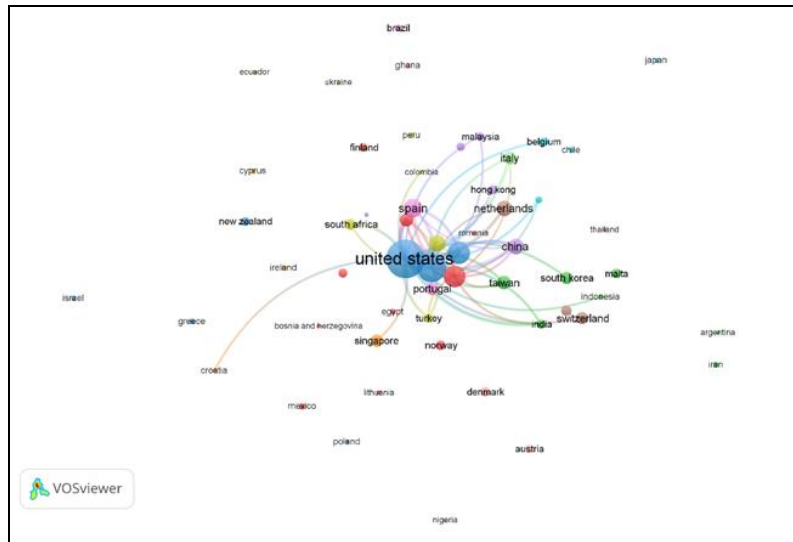 brazil
ghana
japan
ecuador
ukraine
peru
malaysia
belgium
finland
italy
chile
colombia
cyprus
hong kong
spain
netherlands
new zealand
south africa
romania
thailand
china
united states
ireland
south korea
malta
taiwan
portugal
indonesia
israel
egypt
turkey
india
switzerland
greece
bosnia and herzegovina
argentina
singapore
norway
iran
croatia
lithuania
denmark
mexico
poland
austria
VOSviewer
nigeria